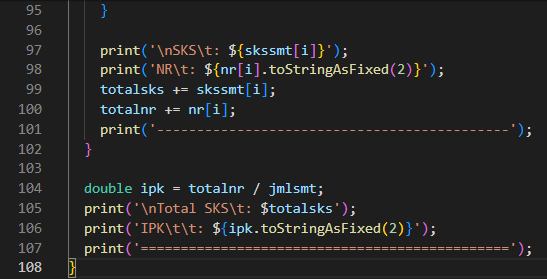 95 }
96
97 print('\nSKS\t: ${skssmt[i]}');
98 print('NR\t: ${nr[i].toStringAsFixed(2)}');
99 totalsks += skssmt[i];
100 totalnr += nr[i];
101 print('--------------------------------------------');
102 }
103
104 double ipk = totalnr / jmlsmt;
105 print('\nTotal SKS\t: $totalsks');
106 print('IPK\t\t: ${ipk.toStringAsFixed(2)}');
107 print('==============================================');
108 }